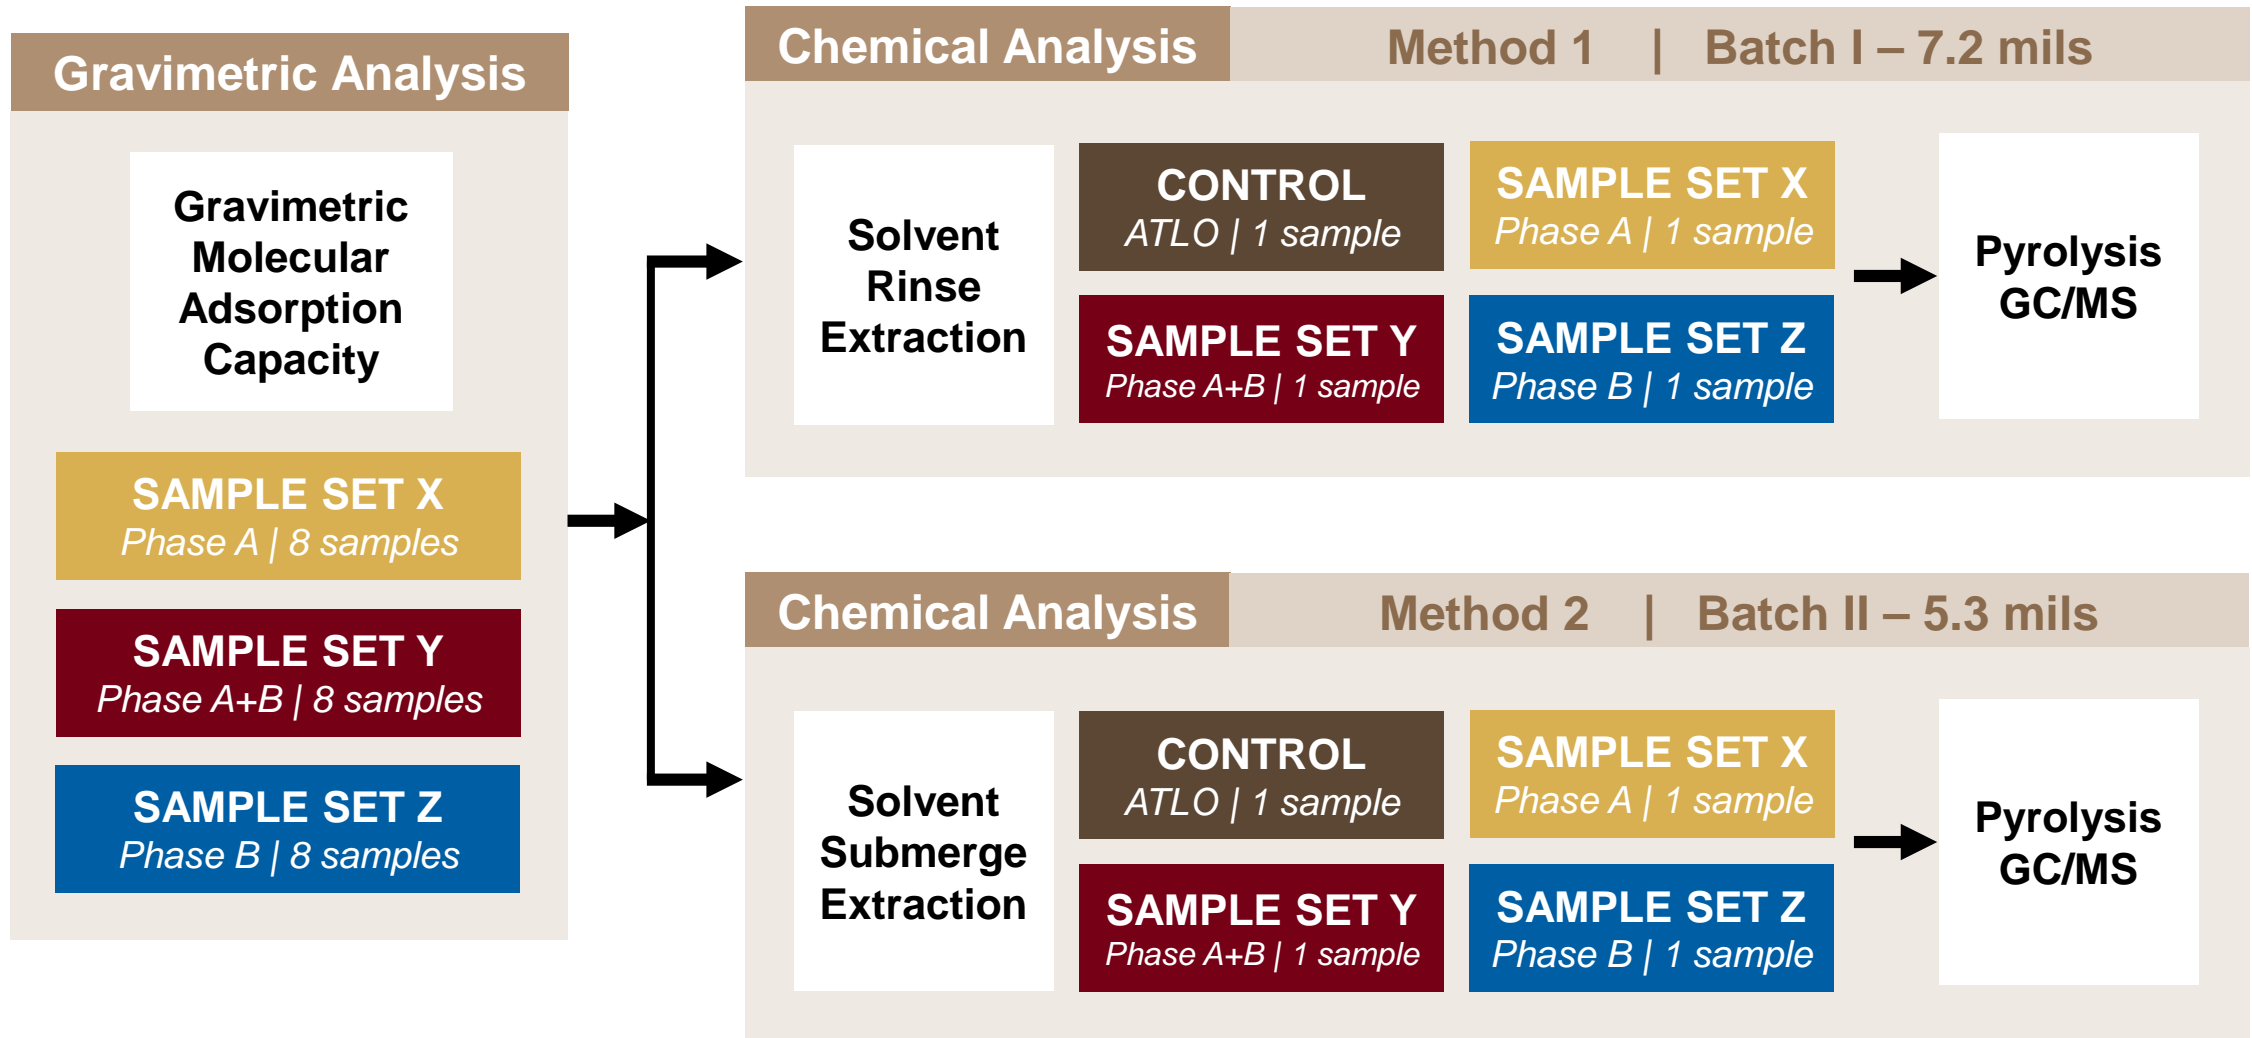 Gravimetric Analysis
Gravimetric
Molecular
Adsorption
Capacity
SAMPLE SET X
Phase A | 8 samples
SAMPLE SET Y
Phase A+B | 8 samples
SAMPLE SET Z
Phase B | 8 samples
Chemical Analysis
Method 1 | Batch I – 7.2 mils
Solvent
Rinse
Extraction
CONTROL
ATLO | 1 sample
SAMPLE SET X
Phase A | 1 sample
SAMPLE SET Y
Phase A+B | 1 sample
SAMPLE SET Z
Phase B | 1 sample
Pyrolysis
GC/MS
Chemical Analysis
Method 2 | Batch II – 5.3 mils
Solvent
Submerge
Extraction
CONTROL
ATLO | 1 sample
SAMPLE SET X
Phase A | 1 sample
SAMPLE SET Y
Phase A+B | 1 sample
SAMPLE SET Z
Phase B | 1 sample
Pyrolysis
GC/MS